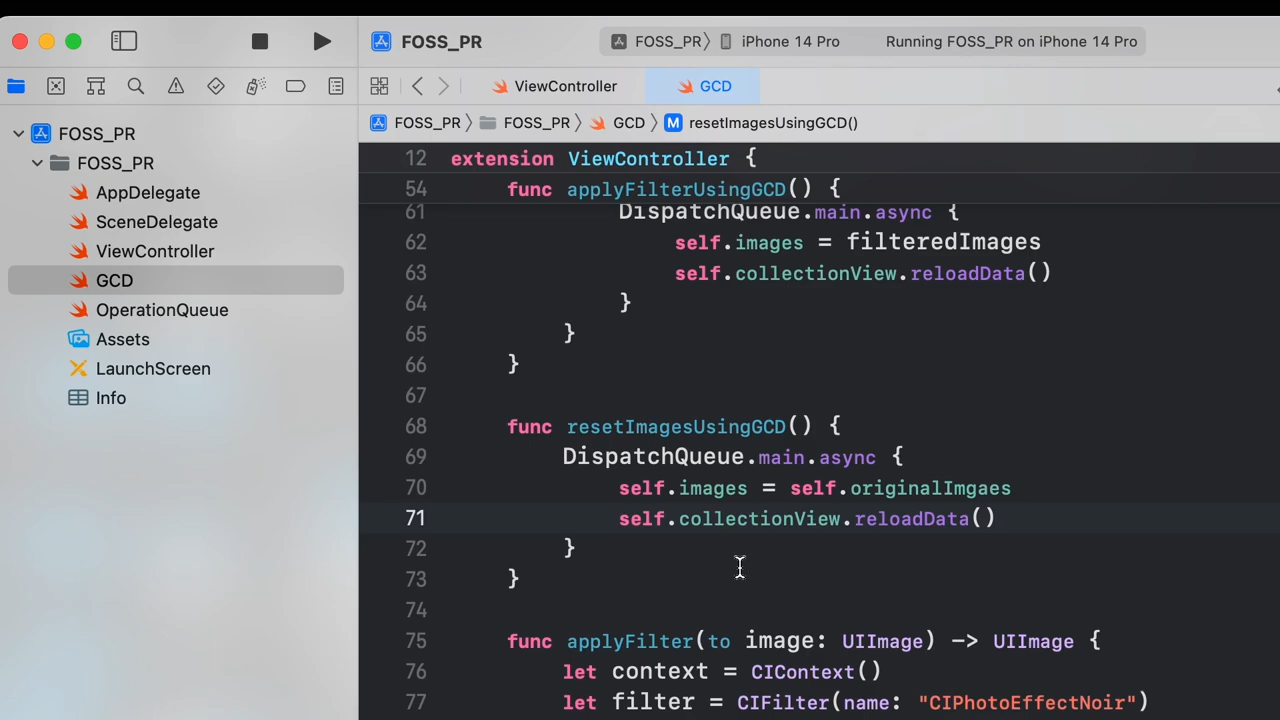 FOSS_PR
FOSS_PR 〉 iPhone 14 Pro
Running FOSS_PR on iPhone 14 Pro
ViewController
GCD
FOSS_PR 〉 FOSS_PR 〉 GCD 〉 M resetImagesUsingGCD()
FOSS_PR
FOSS_PR
AppDelegate
SceneDelegate
ViewController
GCD
OperationQueue
Assets
LaunchScreen
Info
12 extension ViewController {
54 func applyFilterUsingGCD() {
61 DispatchQueue.main.async {
62 self.images = filteredImages
63 self.collectionView.reloadData()
64 }
65 }
66 }
67
68 func resetImagesUsingGCD() {
69 DispatchQueue.main.async {
70 self.images = self.originalImgaes
71 self.collectionView.reloadData()
72 }
73 }
74
75 func applyFilter(to image: UIImage) -> UIImage {
76 let context = CIContext()
77 let filter = CIFilter(name: "CIPhotoEffectNoir")